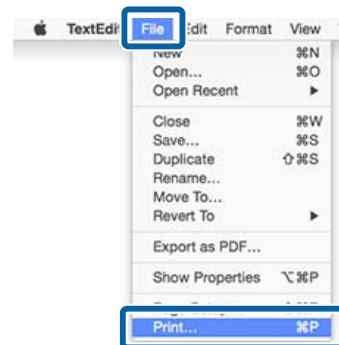 TextEdit File Edit Format View
New ⌘N
Open... ⌘O
Open Recent ▶
Close ⌘W
Save... ⌘S
Duplicate ⇧⌘S
Rename...
Move To...
Revert To ▶
Export as PDF...
Show Properties ⌥⌘P
Print... ⌘P